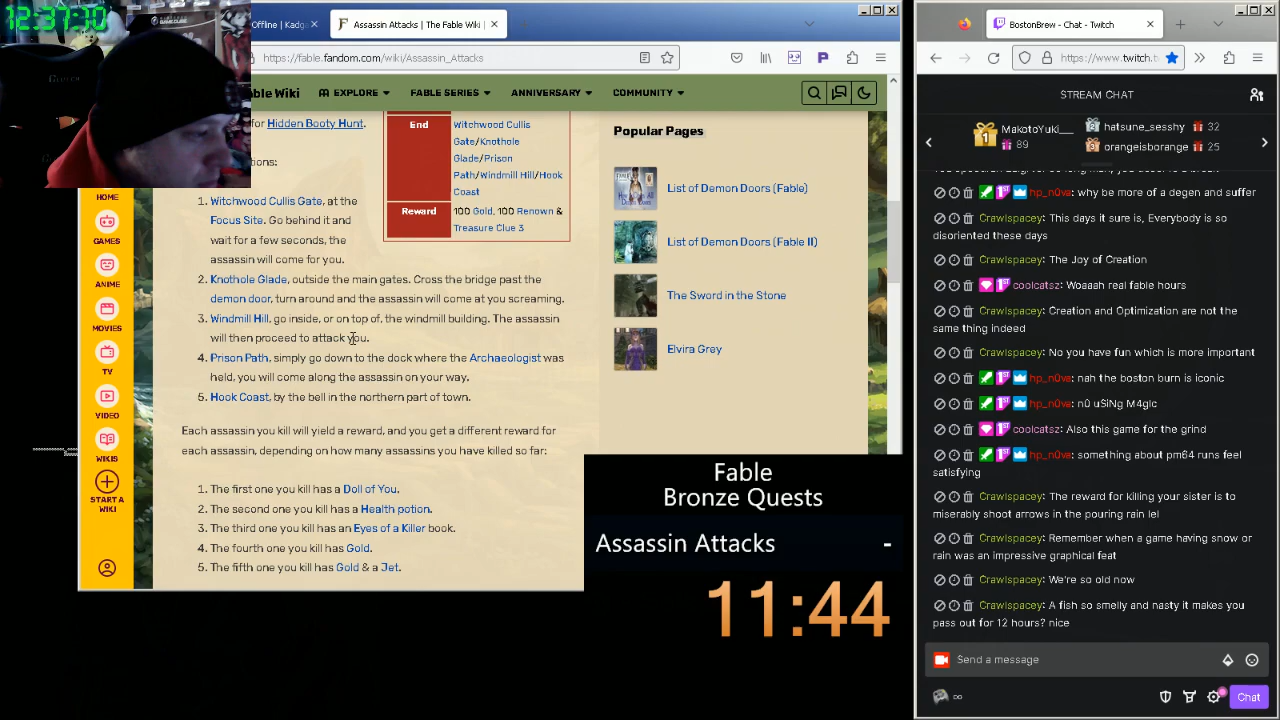 12:37:30
Offline | Kadg
Assassin Attacks | The Fable Wiki
https://fable.fandom.com/wiki/Assassin_Attacks
ble Wiki
EXPLORE
FABLE SERIES
ANNIVERSARY
COMMUNITY
HOME
GAMES
ANIME
MOVIES
TV
VIDEO
WIKIS
START A
WIKI
for Hidden Booty Hunt.
tions:
End
Witchwood Cullis
Gate/Knothole
Glade/Prison
Path/Windmill Hill/Hook
Coast
Reward
100 Gold, 100 Renown &
Treasure Clue 3
1. Witchwood Cullis Gate, at the
Focus Site. Go behind it and
wait for a few seconds, the
assassin will come for you.
2. Knothole Glade, outside the main gates. Cross the bridge past the
demon door, turn around and the assassin will come at you screaming.
3. Windmill Hill, go inside, or on top of, the windmill building. The assassin
will then proceed to attack you.
4. Prison Path, simply go down to the dock where the Archaeologist was
held, you will come along the assassin on your way.
5. Hook Coast, by the bell in the northern part of town.
Each assassin you kill will yield a reward, and you get a different reward for
each assassin, depending on how many assassins you have killed so far:
1. The first one you kill has a Doll of You.
2. The second one you kill has a Health potion.
3. The third one you kill has an Eyes of a Killer book.
4. The fourth one you kill has Gold.
5. The fifth one you kill has Gold & a Jet.
Popular Pages
List of Demon Doors (Fable)
List of Demon Doors (Fable II)
The Sword in the Stone
Elvira Grey
Fable
Bronze Quests
Assassin Attacks -
11:44
BostonBrew - Chat - Twitch
https://www.twitch.t
STREAM CHAT
MakotoYuki___
89
hatsune_sesshy 32
orangeisborange 25
hp_n0va: why be more of a degen and suffer
Crawlspacey: This days it sure is, Everybody is so
disoriented these days
Crawlspacey: The Joy of Creation
coolcatsz: Woaaah real fable hours
Crawlspacey: Creation and Optimization are not the
same thing indeed
Crawlspacey: No you have fun which is more important
hp_n0va: nah the boston burn is iconic
hp_n0va: n0 uSiNg M4gIc
coolcatsz: Also this game for the grind
hp_n0va: something about pm64 runs feel
satisfying
Crawlspacey: The reward for killing your sister is to
miserably shoot arrows in the pouring rain lel
Crawlspacey: Remember when a game having snow or
rain was an impressive graphical feat
Crawlspacey: We're so old now
Crawlspacey: A fish so smelly and nasty it makes you
pass out for 12 hours? nice
Send a message
∞
Chat